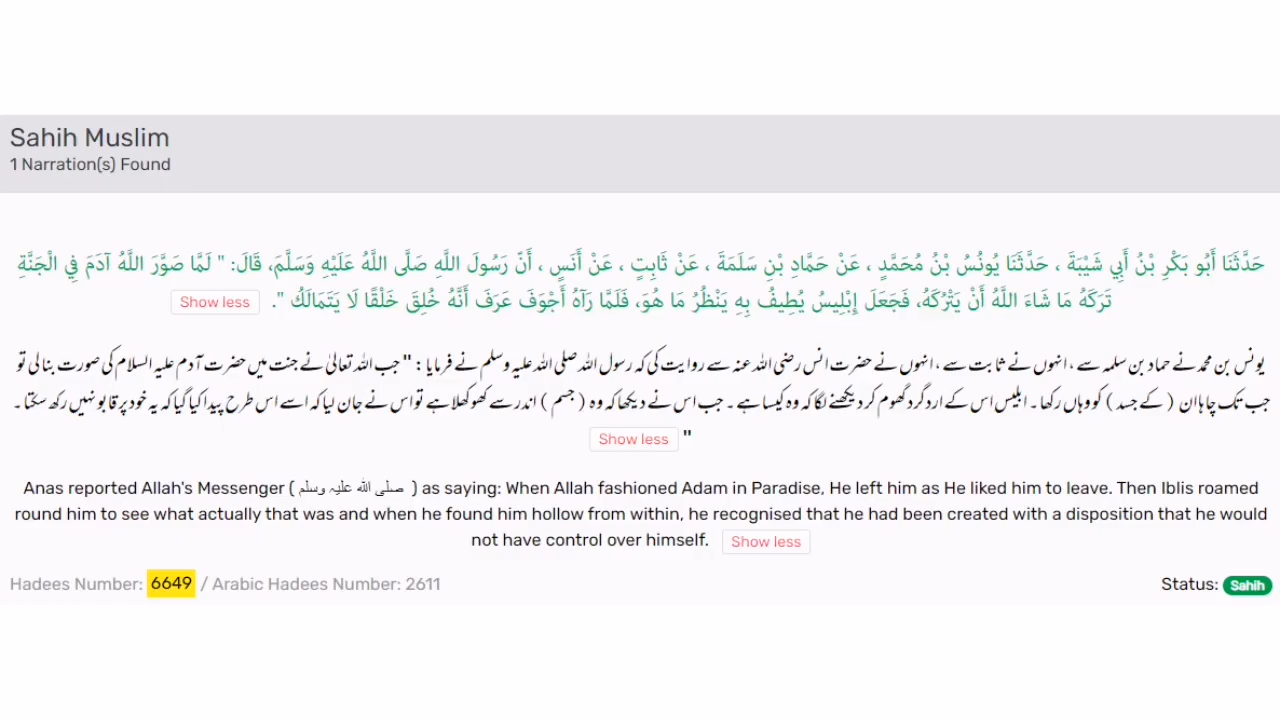 Sahih Muslim
1 Narration(s) Found
حَدَّثَنَا أَبُو بَكْرِ بْنُ أَبِي شَيْبَةَ ، حَدَّثَنَا يُونُسُ بْنُ مُحَمَّدٍ ، عَنْ حَمَّادِ بْنِ سَلَمَةَ ، عَنْ ثَابِتٍ ، عَنْ أَنَسٍ ، أَنّ رَسُولَ اللَّهِ صَلَّى اللَّهُ عَلَيْهِ وَسَلَّمَ، قَالَ: " لَمَّا صَوَّرَ اللَّهُ آدَمَ فِي الْجَنَّةِ
تَرَكَهُ مَا شَاءَ اللَّهُ أَنْ يَتْرُكَهُ، فَجَعَلَ إِبْلِيسُ يُطِيفُ بِهِ يَنْظُرُ مَا هُوَ، فَلَمَّا رَآهُ أَجْوَفَ عَرَفَ أَنَّهُ خُلِقَ خَلْقًا لَا يَتَمَالَكُ ". Show less
یونس بن محمد نے حماد بن سلمہ سے ، انہوں نے ثابت سے ، انہوں نے حضرت انس رضی اللہ عنہ سے روایت کی کہ رسول اللہ صلی اللہ علیہ وسلم نے فرمایا : " جب اللہ تعالیٰ نے جنت میں حضرت آدم علیہ السلام کی صورت بنا لی تو
جب تک چاہا ان ( کے جسد ) کو وہاں رکھا ۔ ابلیس اس کے ارد گرد گھوم کر دیکھنے لگا کہ وہ کیسا ہے ۔ جب اس نے دیکھا کہ وہ ( جسم ) اندر سے کھوکھلا ہے تو اس نے جان لیا کہ اسے اس طرح پیدا کیا گیا کہ یہ خود پر قابو نہیں رکھ سکتا ۔
" Show less
Anas reported Allah's Messenger ( صلی اللہ علیہ وسلم ) as saying: When Allah fashioned Adam in Paradise, He left him as He liked him to leave. Then Iblis roamed
round him to see what actually that was and when he found him hollow from within, he recognised that he had been created with a disposition that he would
not have control over himself. Show less
Hadees Number: 6649 / Arabic Hadees Number: 2611 Status: Sahih